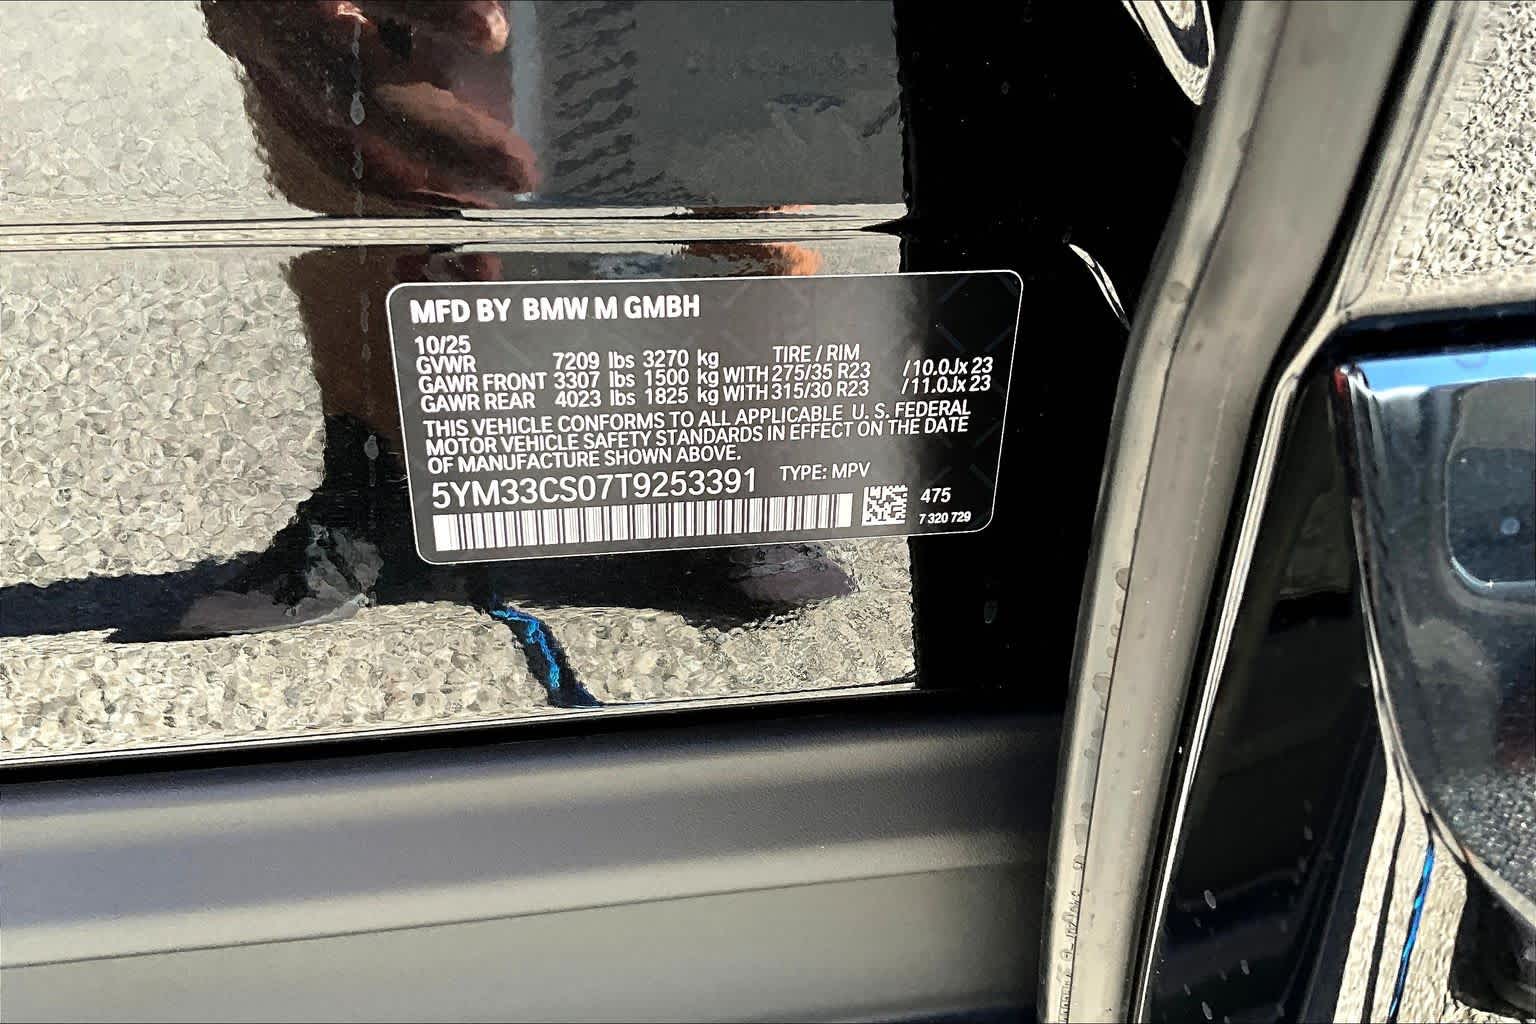 MFD BY BMW M GMBH
10/25
GVWR 7209 lbs 3270 kg TIRE / RIM
GAWR FRONT 3307 lbs 1500 kg WITH 275/35 R23 /10.0Jx 23
GAWR REAR 4023 lbs 1825 kg WITH 315/30 R23 /11.0Jx 23
THIS VEHICLE CONFORMS TO ALL APPLICABLE U. S. FEDERAL
MOTOR VEHICLE SAFETY STANDARDS IN EFFECT ON THE DATE
OF MANUFACTURE SHOWN ABOVE.
5YM33CS07T9253391 TYPE: MPV
475
7 320 729